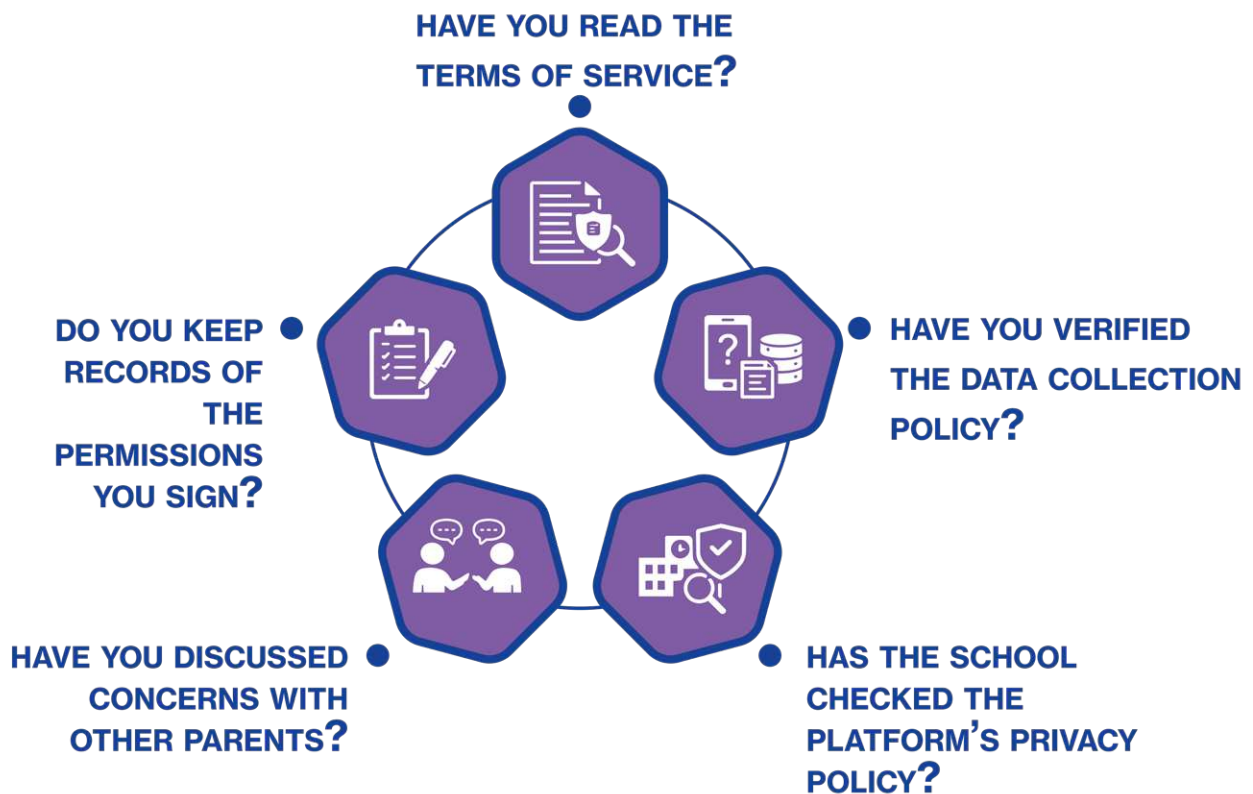 HAVE YOU READ THE
TERMS OF SERVICE?
HAVE YOU VERIFIED
THE DATA COLLECTION
POLICY?
HAS THE SCHOOL
CHECKED THE
PLATFORM'S PRIVACY
POLICY?
HAVE YOU DISCUSSED
CONCERNS WITH
OTHER PARENTS?
DO YOU KEEP
RECORDS OF
THE
PERMISSIONS
YOU SIGN?